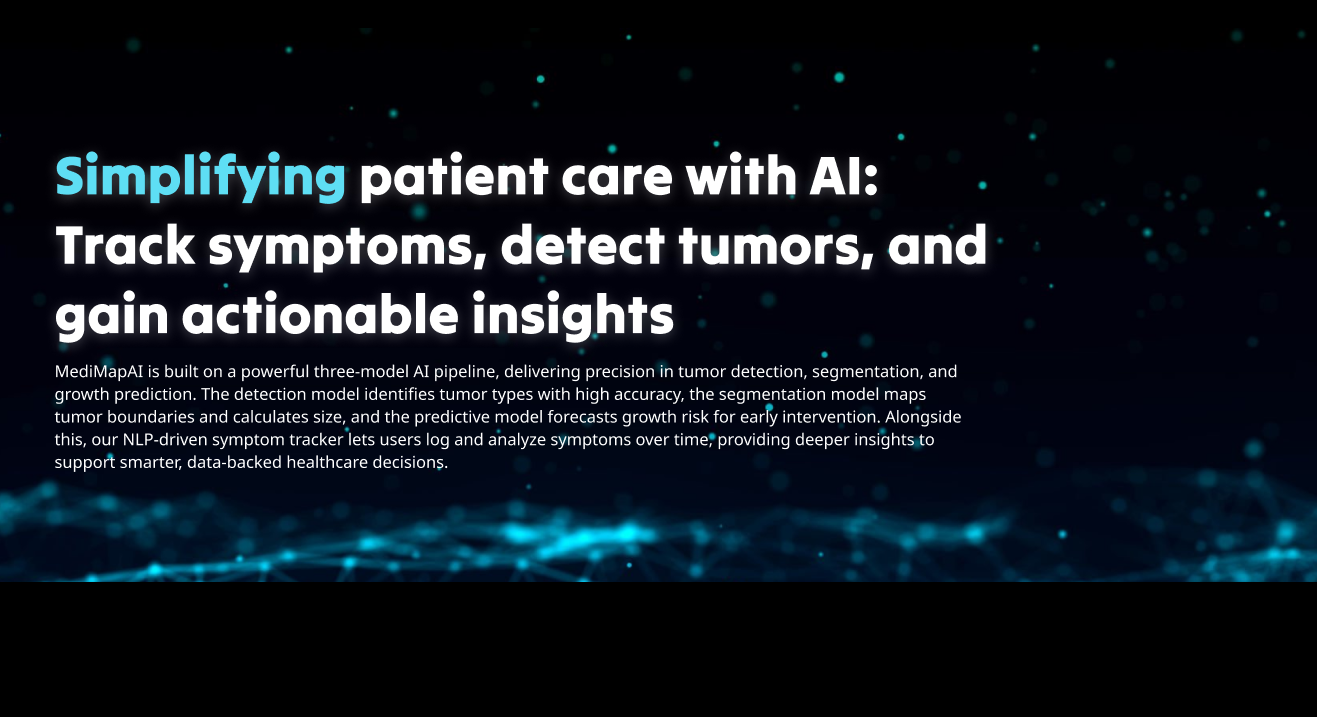 Simplifying patient care with AI:
Track symptoms, detect tumors, and
gain actionable insights
MediMapAI is built on a powerful three-model AI pipeline, delivering precision in tumor detection, segmentation, and
growth prediction. The detection model identifies tumor types with high accuracy, the segmentation model maps
tumor boundaries and calculates size, and the predictive model forecasts growth risk for early intervention. Alongside
this, our NLP-driven symptom tracker lets users log and analyze symptoms over time, providing deeper insights to
support smarter, data-backed healthcare decisions.